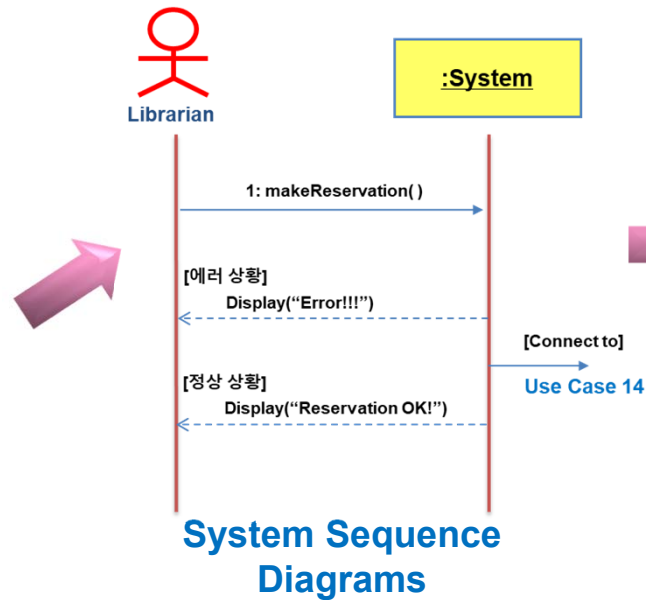 Librarian
:System
1: makeReservation( )
[에러 상황]
Display(“Error!!!”)
[Connect to]
Use Case 14
[정상 상황]
Display(“Reservation OK!”)
System Sequence
Diagrams